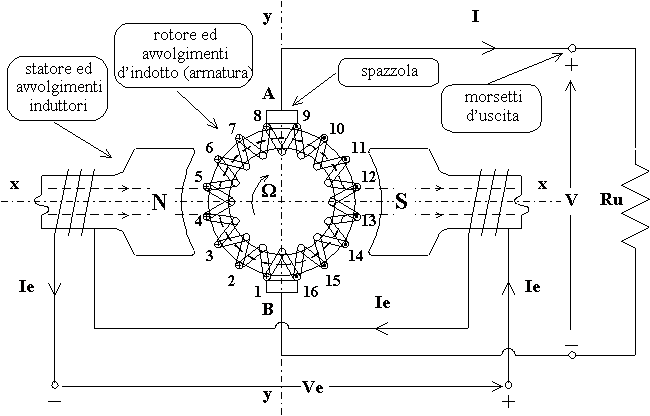 y
I
rotore ed
avvolgimenti
d'indotto (armatura)
statore ed
avvolgimenti
induttori
spazzola
morsetti
d'uscita
+
A
8 9
7 10
6 11
5 12
x N Ω S x V Ru
4 13
3 14
2 15
1 16
B
Ie Ie Ie
–
– y Ve +